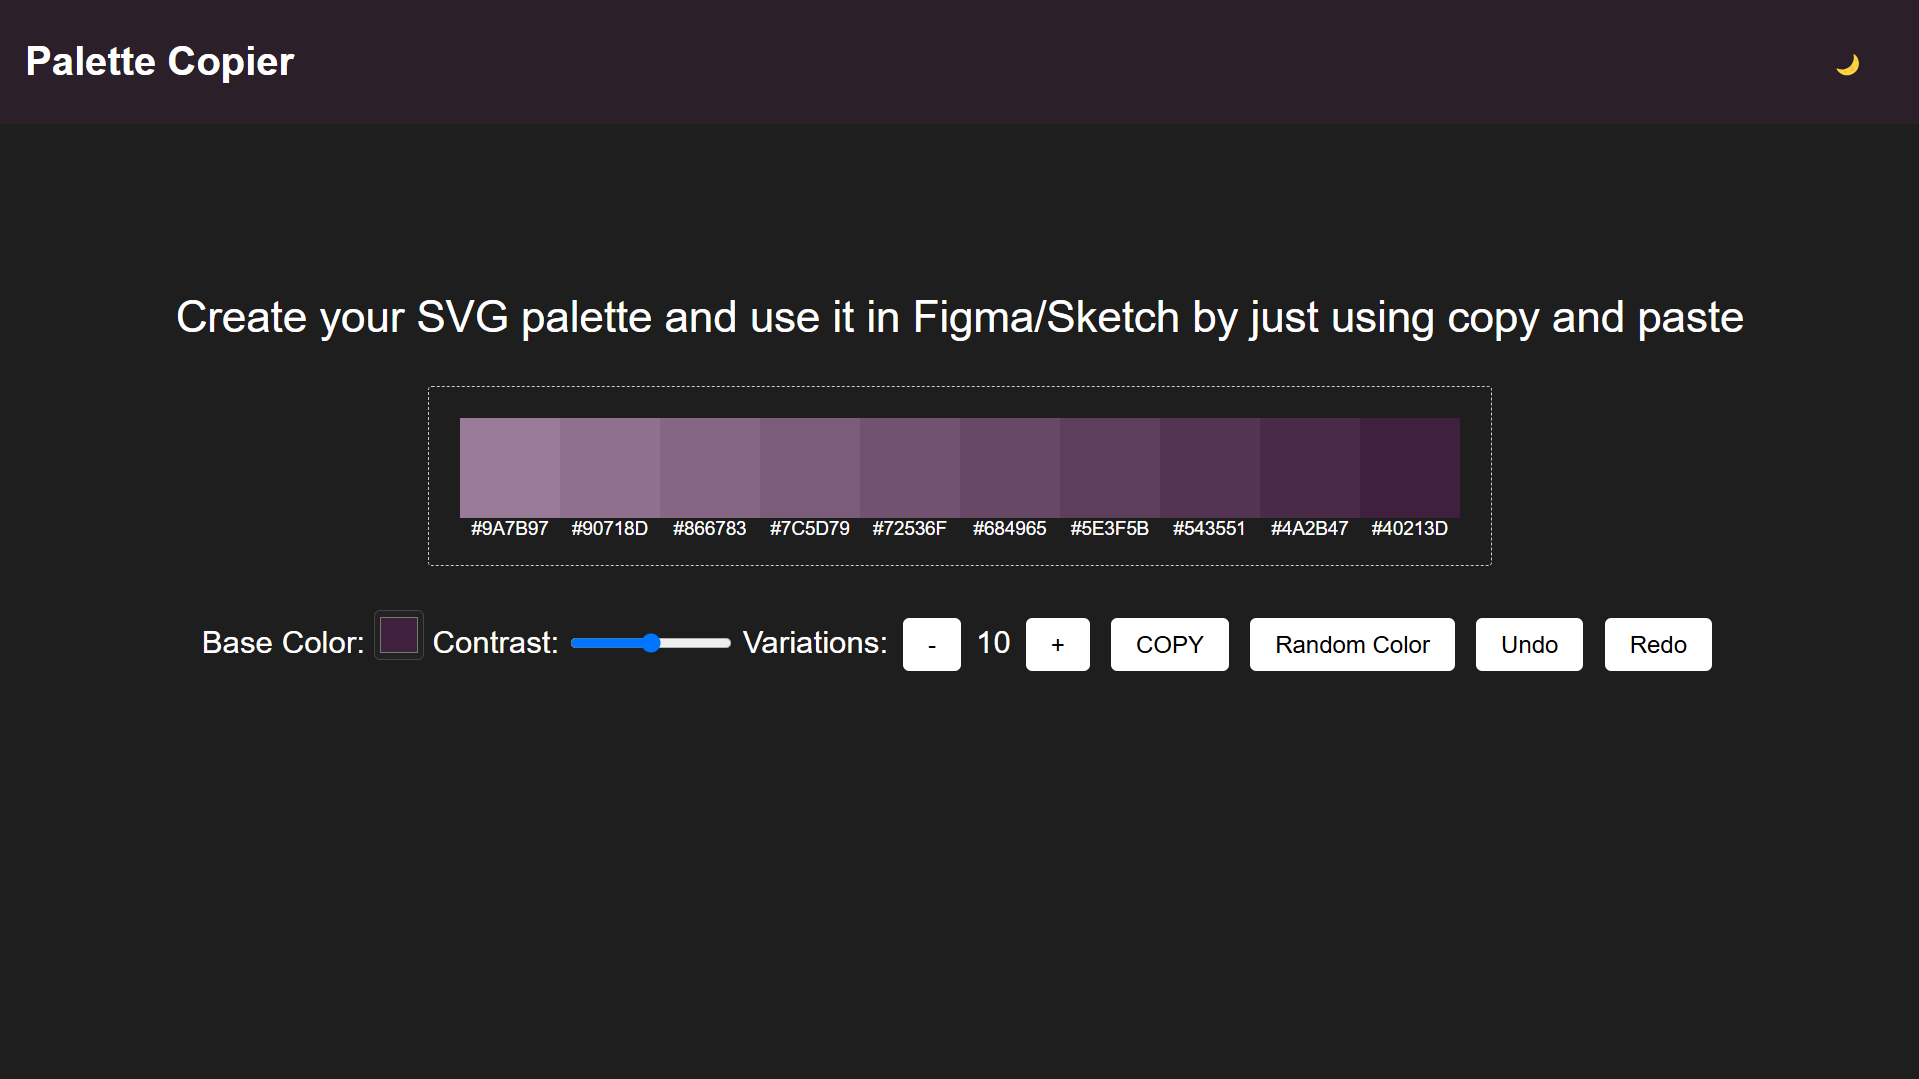 Palette Copier
Create your SVG palette and use it in Figma/Sketch by just using copy and paste
#9A7B97 #90718D #866783 #7C5D79 #72536F #684965 #5E3F5B #543551 #4A2B47 #40213D
Base Color: Contrast: Variations: - 10 + COPY Random Color Undo Redo